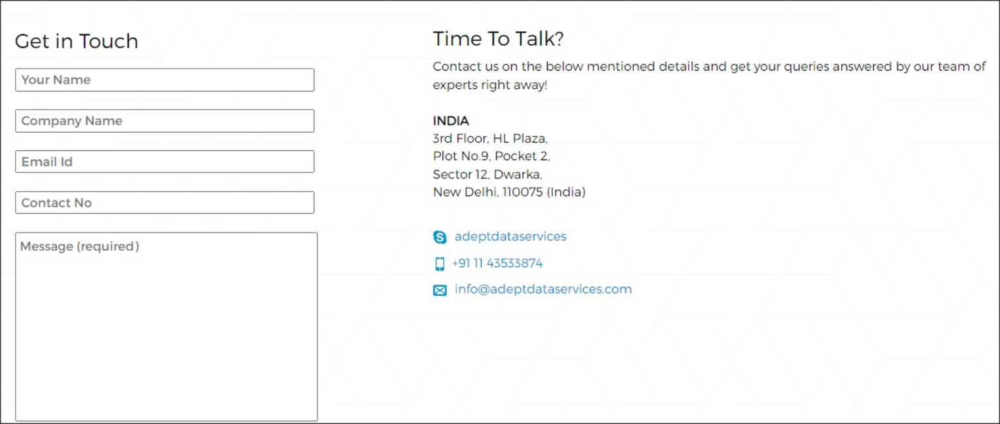 Get in Touch
Your Name
Company Name
Email Id
Contact No
Message (required)
Time To Talk?
Contact us on the below mentioned details and get your queries answered by our team of
experts right away!
INDIA
3rd Floor, HL Plaza,
Plot No.9, Pocket 2,
Sector 12, Dwarka,
New Delhi, 110075 (India)
adeptdataservices
+91 11 43533874
info@adeptdataservices.com